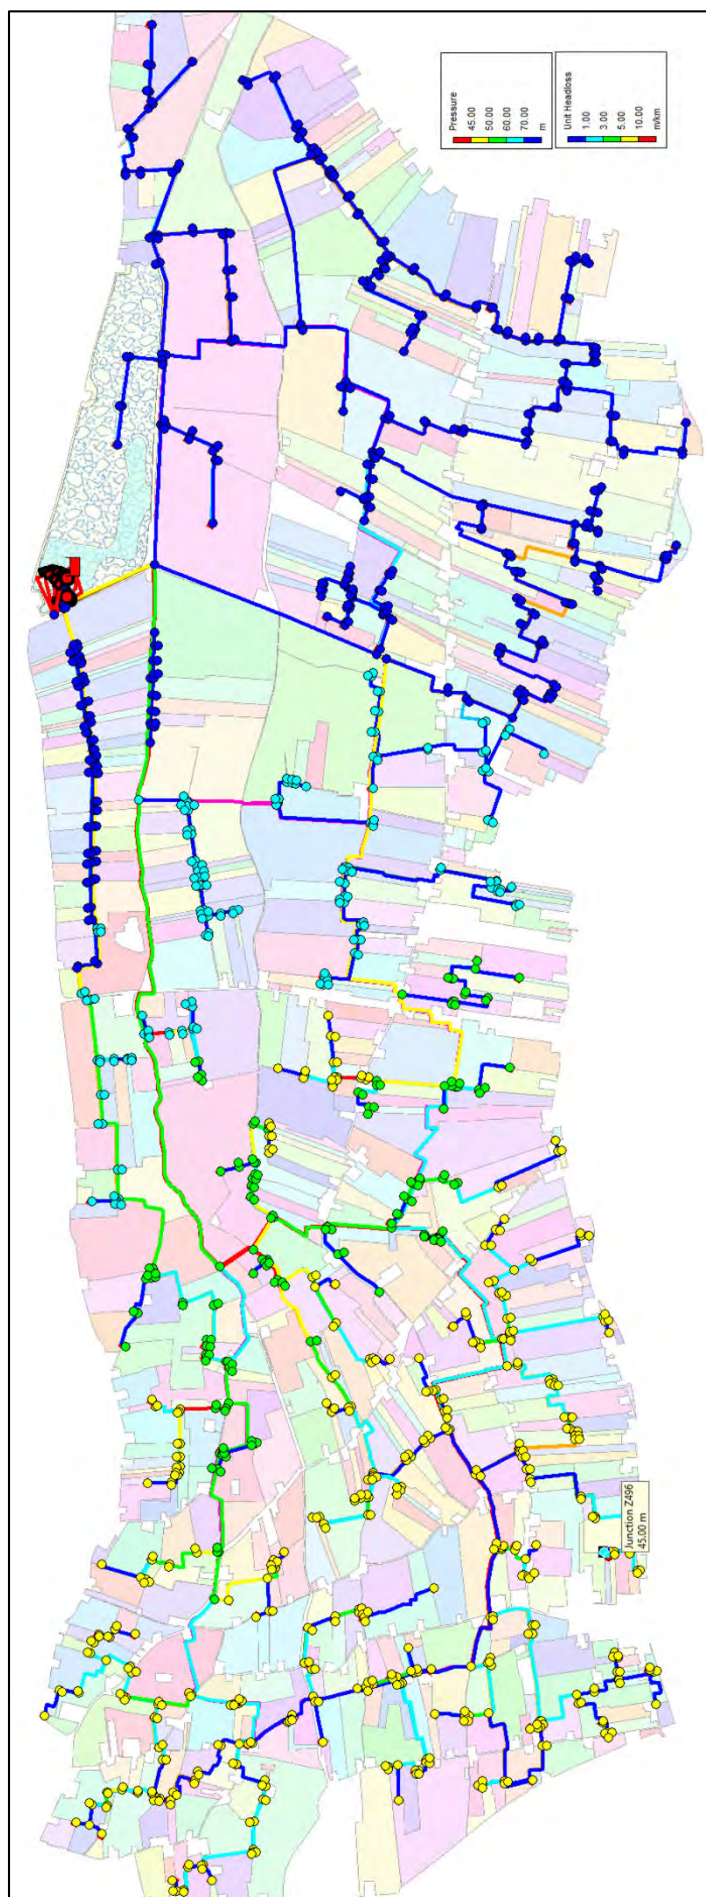 Pressure
45.00
50.00
60.00
70.00
m
Unit Headloss
1.00
3.00
5.00
10.00
m/km
Junction Z496
45.00 m